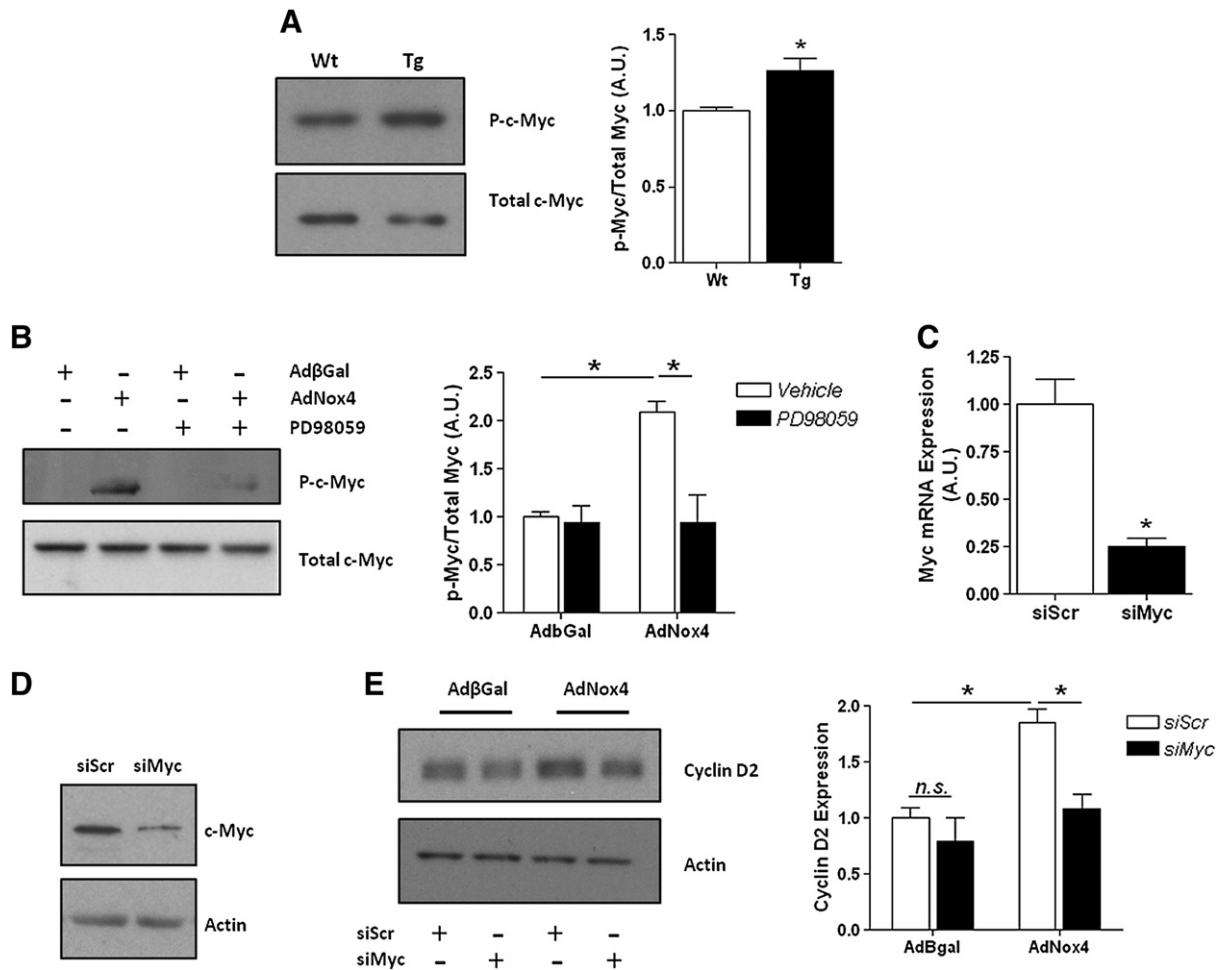 A
Wt Tg
P-c-Myc
Total c-Myc
p-Myc/Total Myc (A.U.)
1.5
1.0
0.5
0.0
*
Wt Tg
B
+ - + - AdβGal
- + - + AdNox4
- - + + PD98059
P-c-Myc
Total c-Myc
p-Myc/Total Myc (A.U.)
2.5
2.0
1.5
1.0
0.5
0.0
* *
Vehicle
PD98059
AdbGal AdNox4
C
Myc mRNA Expression
(A.U.)
1.25
1.00
0.75
0.50
0.25
0.00
*
siScr siMyc
D
siScr siMyc
c-Myc
Actin
E
AdβGal AdNox4
Cyclin D2
Actin
siScr + - + -
siMyc - + - +
Cyclin D2 Expression
2.0
1.5
1.0
0.5
0.0
* *
n.s.
siScr
siMyc
AdBgal AdNox4